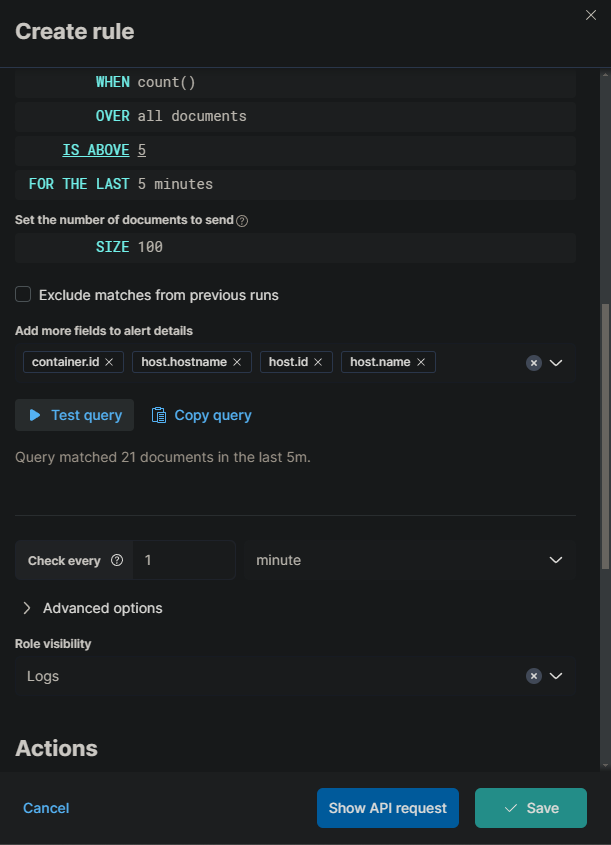 Create rule
WHEN count()
OVER all documents
IS ABOVE 5
FOR THE LAST 5 minutes
Set the number of documents to send
SIZE 100
Exclude matches from previous runs
Add more fields to alert details
container.id host.hostname host.id host.name
Test query Copy query
Query matched 21 documents in the last 5m.
Check every 1 minute
Advanced options
Role visibility
Logs
Actions
Cancel Show API request Save